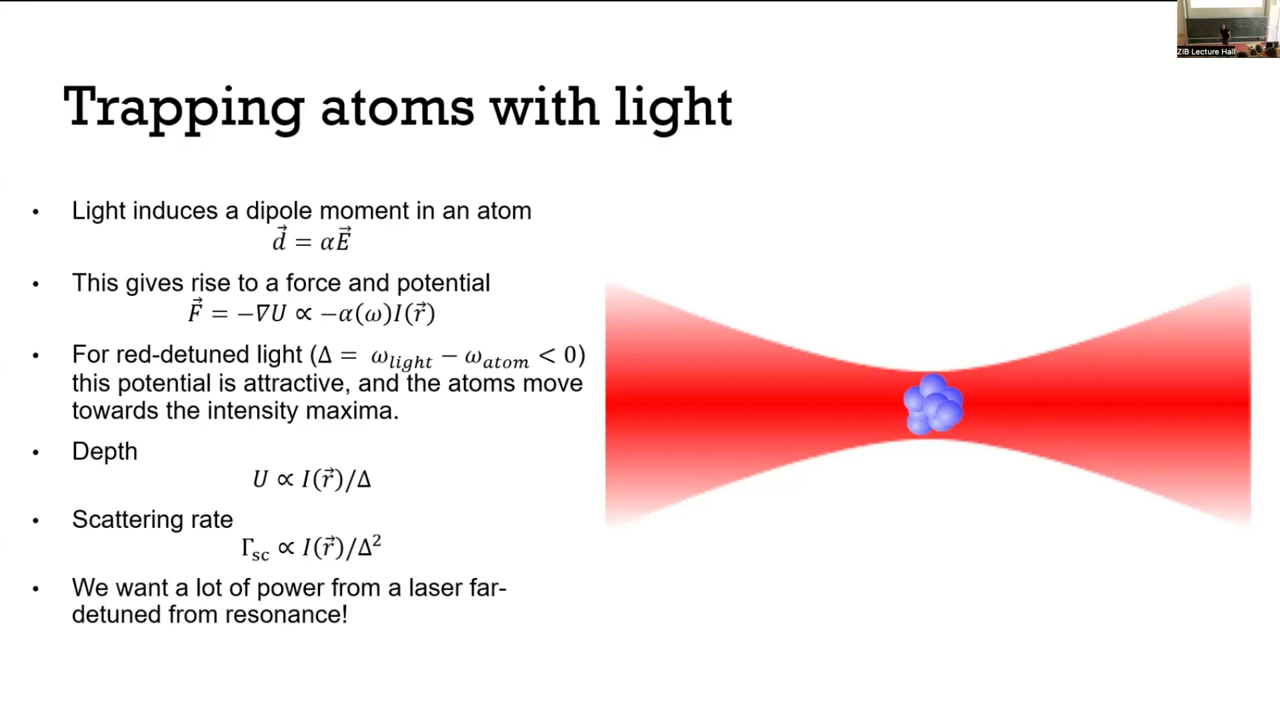 ZIB Lecture Hall
Trapping atoms with light
• Light induces a dipole moment in an atom
d⃗ = αE⃗
• This gives rise to a force and potential
F⃗ = −∇U ∝ −α(ω)I(r⃗)
• For red-detuned light (Δ = ω_light − ω_atom < 0)
this potential is attractive, and the atoms move
towards the intensity maxima.
• Depth
U ∝ I(r⃗)/Δ
• Scattering rate
Γ_sc ∝ I(r⃗)/Δ²
• We want a lot of power from a laser far-
detuned from resonance!